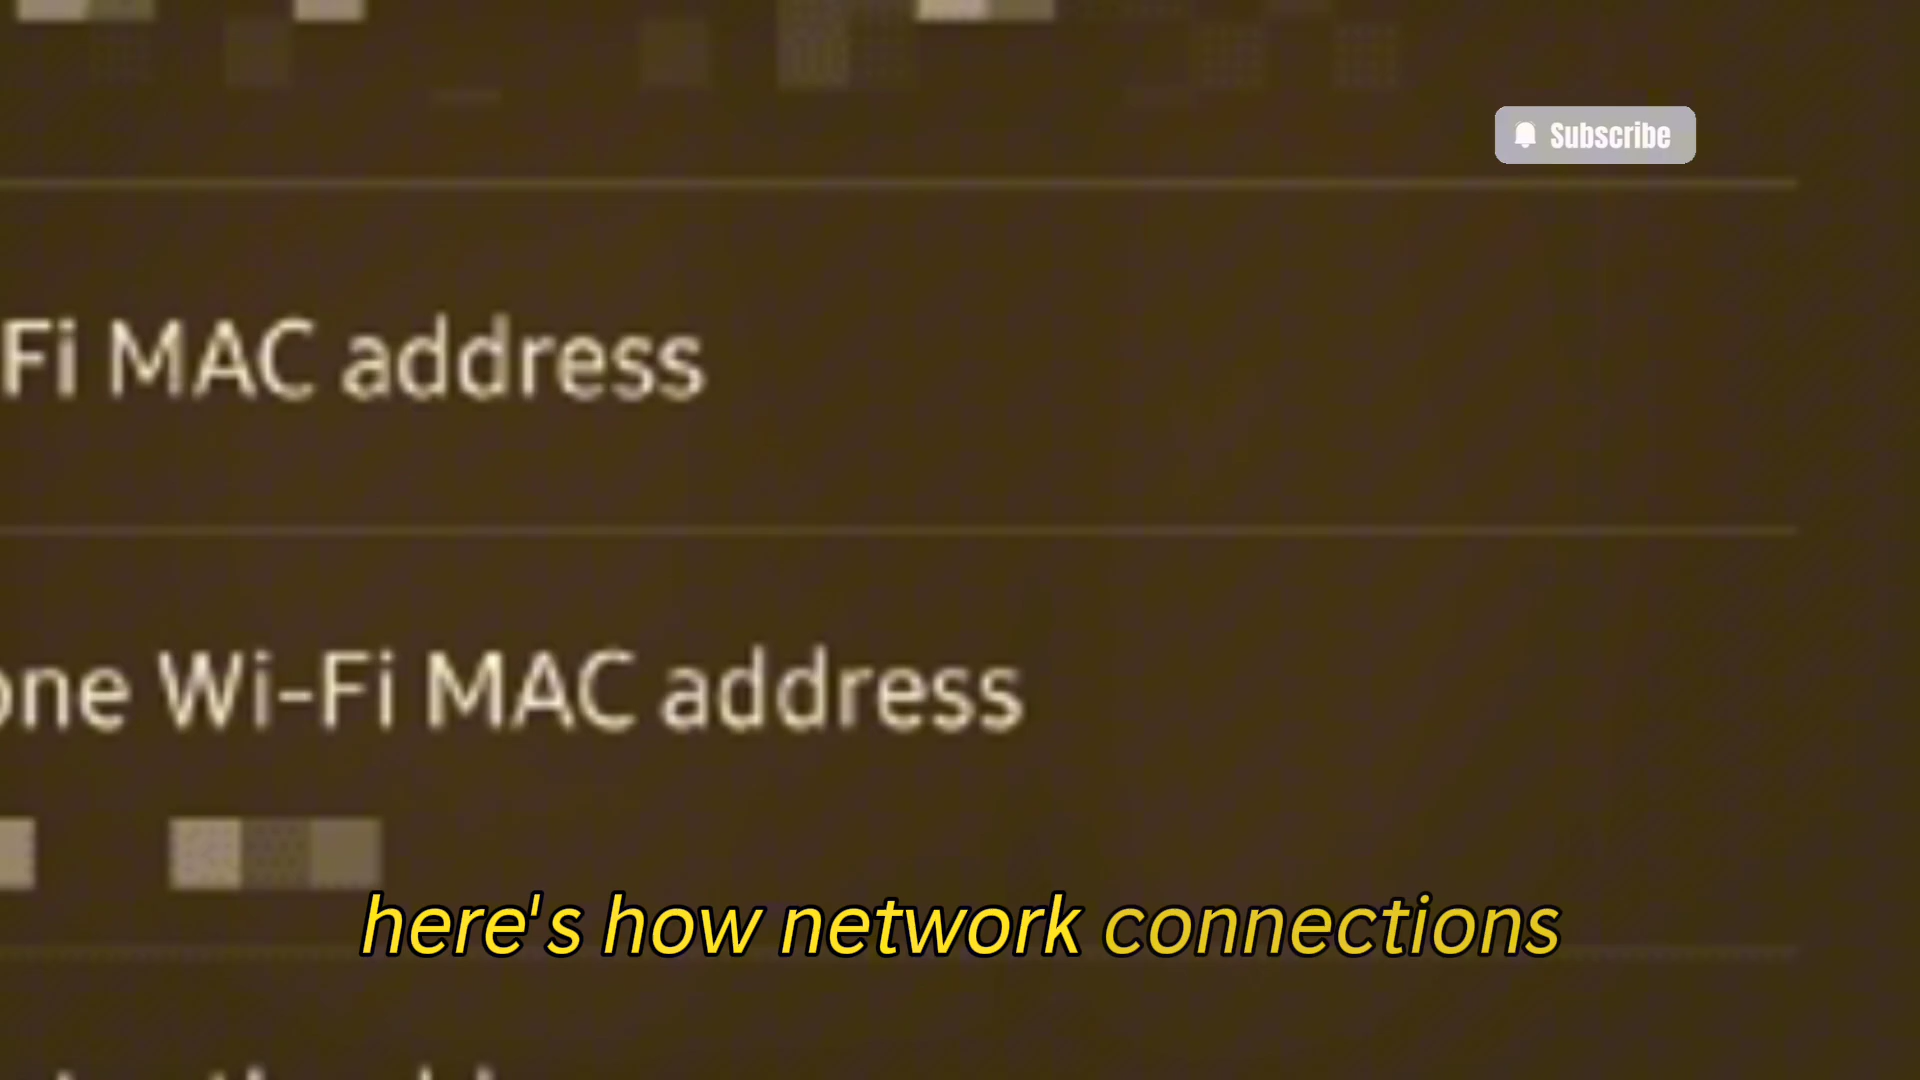 Subscribe
Fi MAC address
one Wi-Fi MAC address
here's how network connections